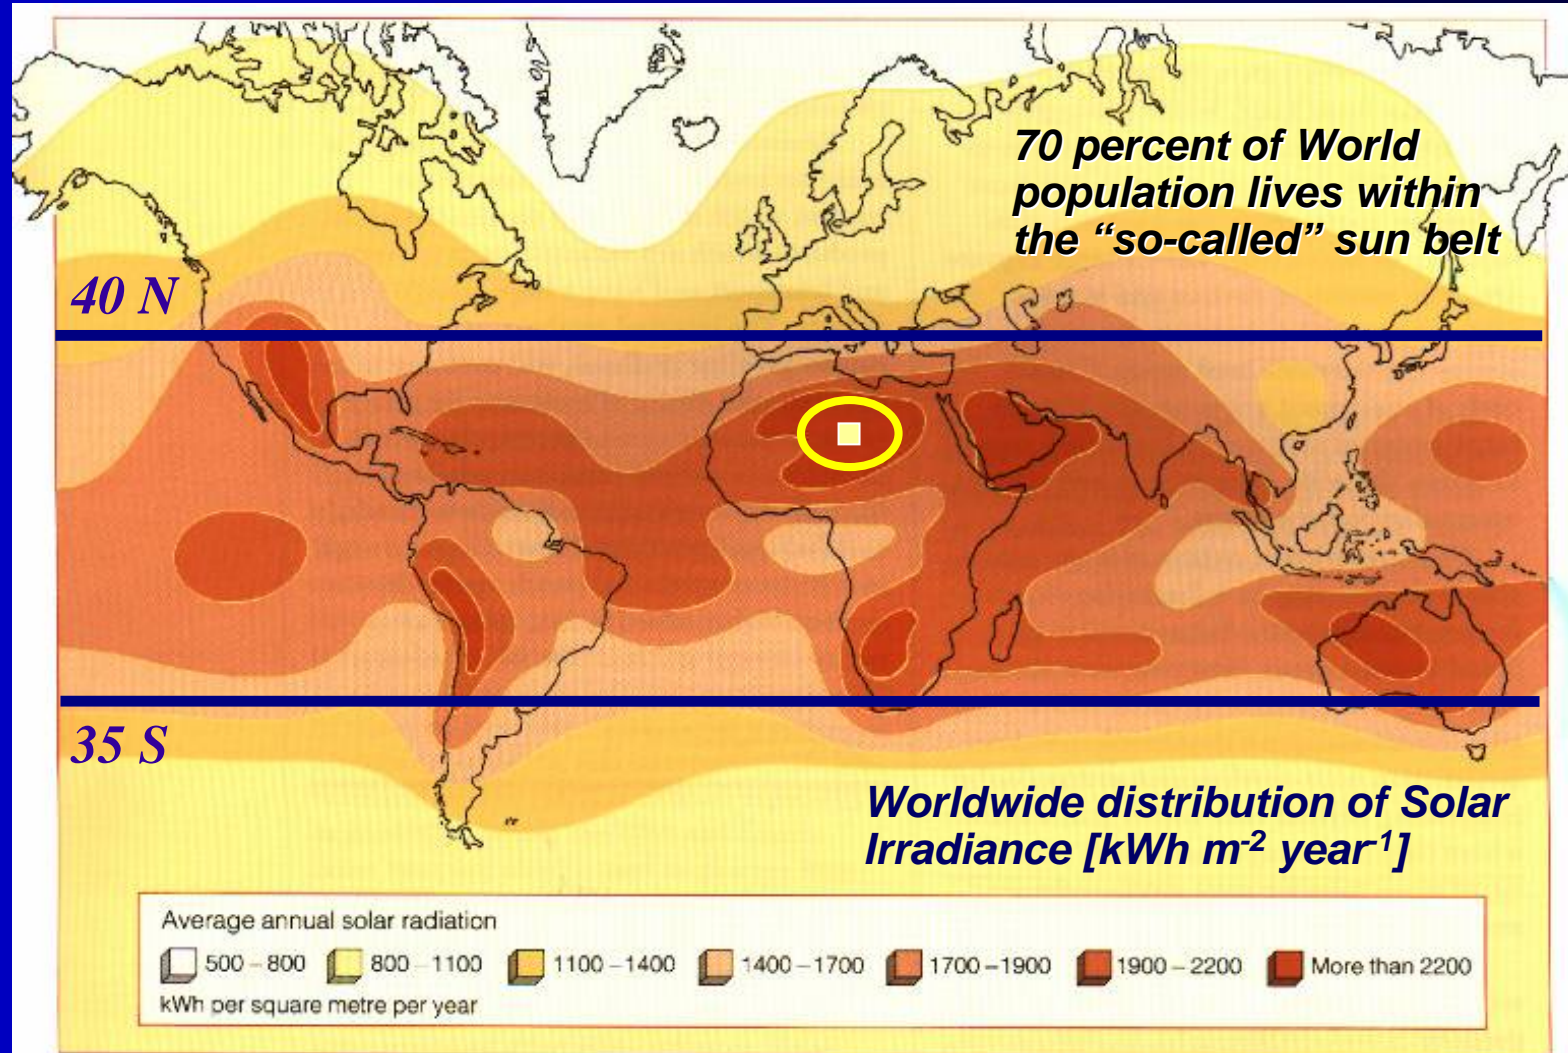 70 percent of World
population lives within
the “so-called” sun belt
40 N
35 S
Worldwide distribution of Solar
Irradiance [kWh m-2 year-1]
Average annual solar radiation
500 – 800 800 – 1100 1100 – 1400 1400 – 1700 1700 – 1900 1900 – 2200 More than 2200
kWh per square metre per year